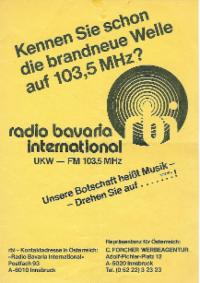 Kennen Sie schon
die brandneue Welle
auf 103,5 MHz?
radio bavaria
international
UKW — FM 103.5 MHz
Unsere Botschaft heißt Musik –
– Drehen Sie auf . . . . . . . !
rbi - Kontaktadresse in Österreich:
«Radio Bavaria International»
Postfach 93
A-6010 Innsbruck
Repräsentanz für Österreich:
C. FORCHER WERBEAGENTUR
Adolf-Pichler-Platz 12
A-6020 Innsbruck
Tel. (0 52 22) 3 23 23